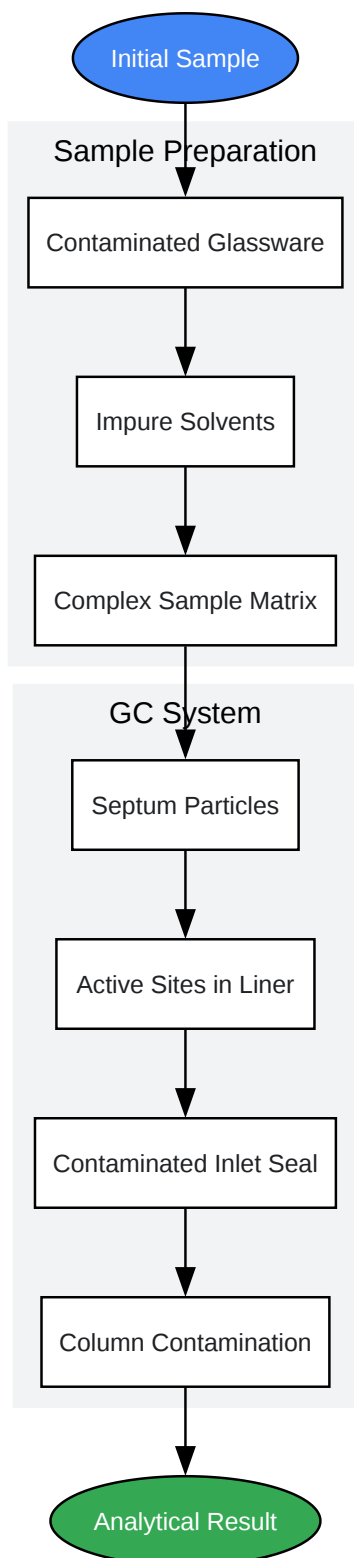 Initial Sample
Sample Preparation
Contaminated Glassware
Impure Solvents
Complex Sample Matrix
GC System
Septum Particles
Active Sites in Liner
Contaminated Inlet Seal
Column Contamination
Analytical Result